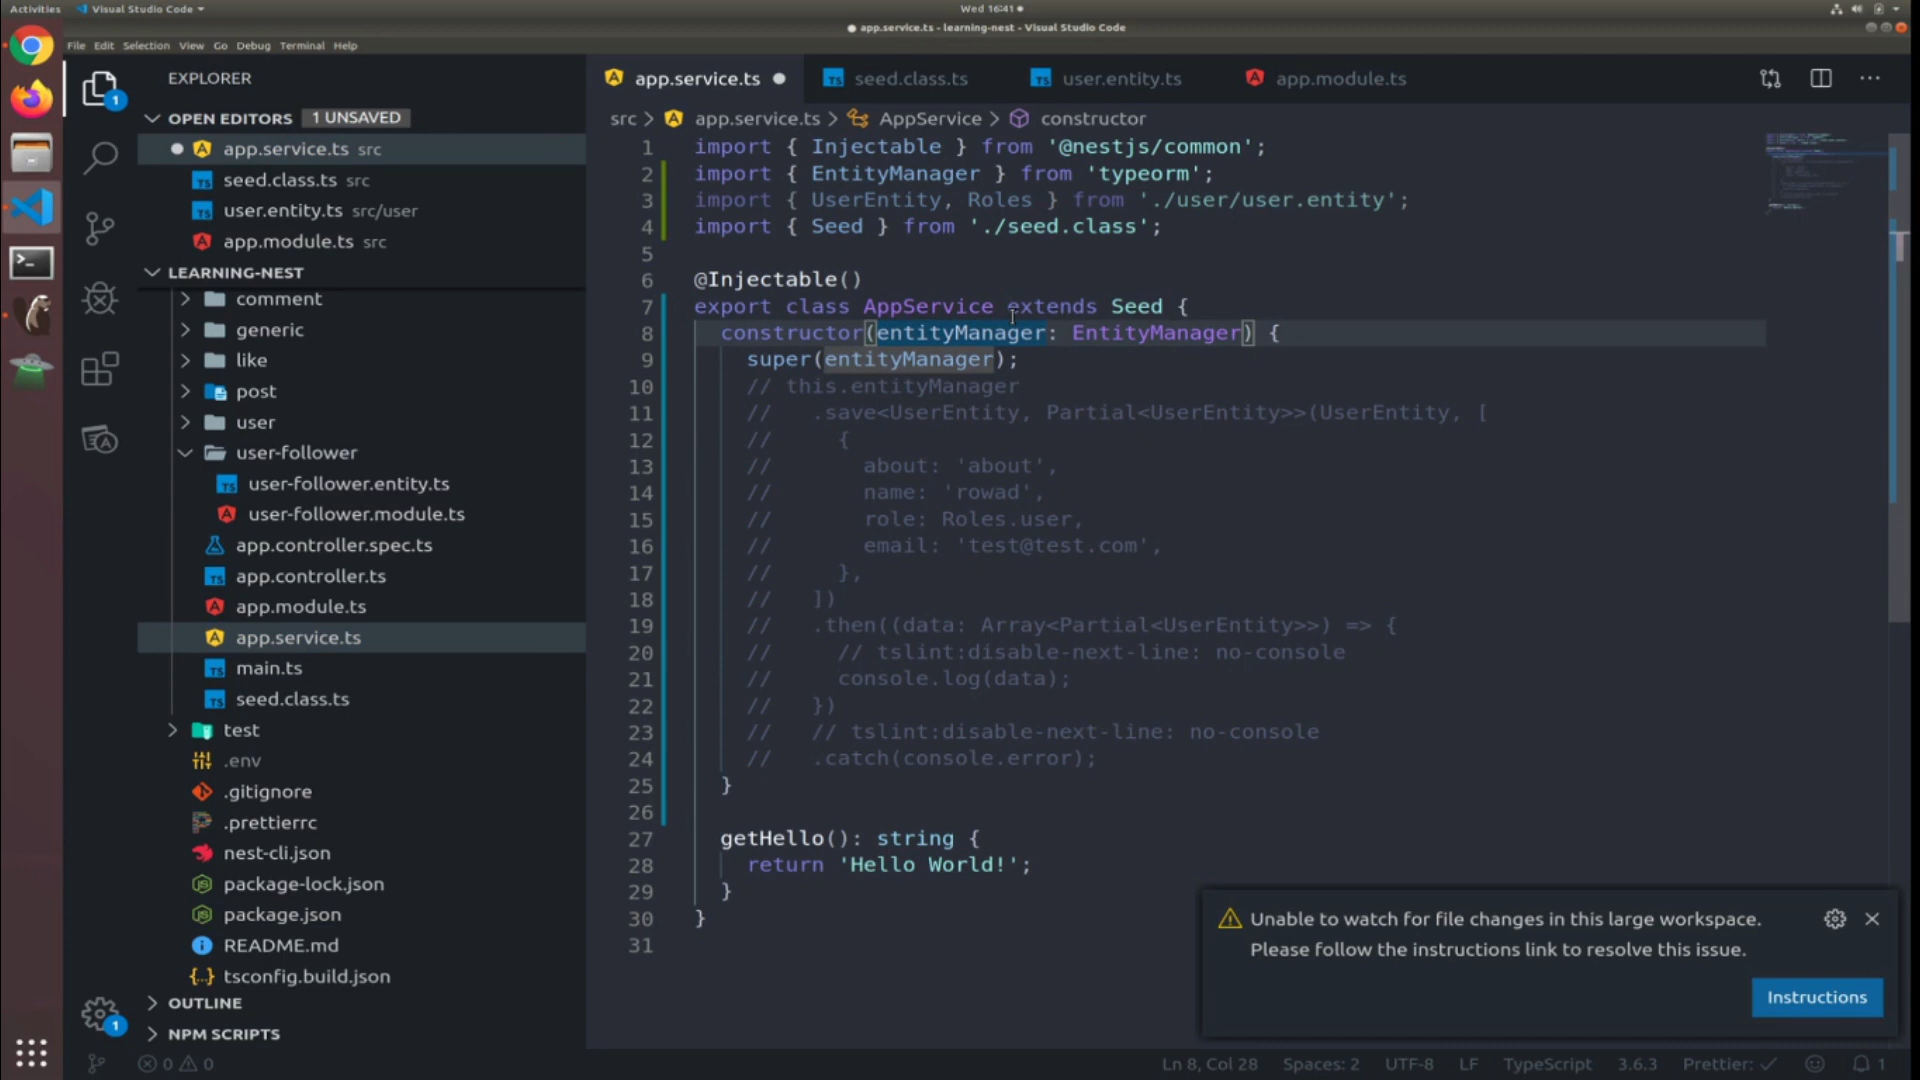 Activities
Visual Studio Code
Wed 16:41
app.service.ts - learning-nest - Visual Studio Code
File Edit Selection View Go Debug Terminal Help
EXPLORER
OPEN EDITORS 1 UNSAVED
app.service.ts src
seed.class.ts src
user.entity.ts src/user
app.module.ts src
LEARNING-NEST
comment
generic
like
post
user
user-follower
user-follower.entity.ts
user-follower.module.ts
app.controller.spec.ts
app.controller.ts
app.module.ts
app.service.ts
main.ts
seed.class.ts
test
.env
.gitignore
.prettierrc
nest-cli.json
package-lock.json
package.json
README.md
tsconfig.build.json
OUTLINE
NPM SCRIPTS
1
1
app.service.ts seed.class.ts user.entity.ts app.module.ts
src > app.service.ts > AppService > constructor
1 import { Injectable } from '@nestjs/common';
2 import { EntityManager } from 'typeorm';
3 import { UserEntity, Roles } from './user/user.entity';
4 import { Seed } from './seed.class';
5
6 @Injectable()
7 export class AppService extends Seed {
8 constructor(entityManager: EntityManager) {
9 super(entityManager);
10 // this.entityManager
11 // .save<UserEntity, Partial<UserEntity>>(UserEntity, [
12 // {
13 // about: 'about',
14 // name: 'rowad',
15 // role: Roles.user,
16 // email: 'test@test.com',
17 // },
18 // ])
19 // .then((data: Array<Partial<UserEntity>>) => {
20 // // tslint:disable-next-line: no-console
21 // console.log(data);
22 // })
23 // // tslint:disable-next-line: no-console
24 // .catch(console.error);
25 }
26
27 getHello(): string {
28 return 'Hello World!';
29 }
30 }
31
Unable to watch for file changes in this large workspace.
Please follow the instructions link to resolve this issue.
Instructions
0 0
Ln 8, Col 28 Spaces: 2 UTF-8 LF TypeScript 3.6.3 Prettier: ✓ 1